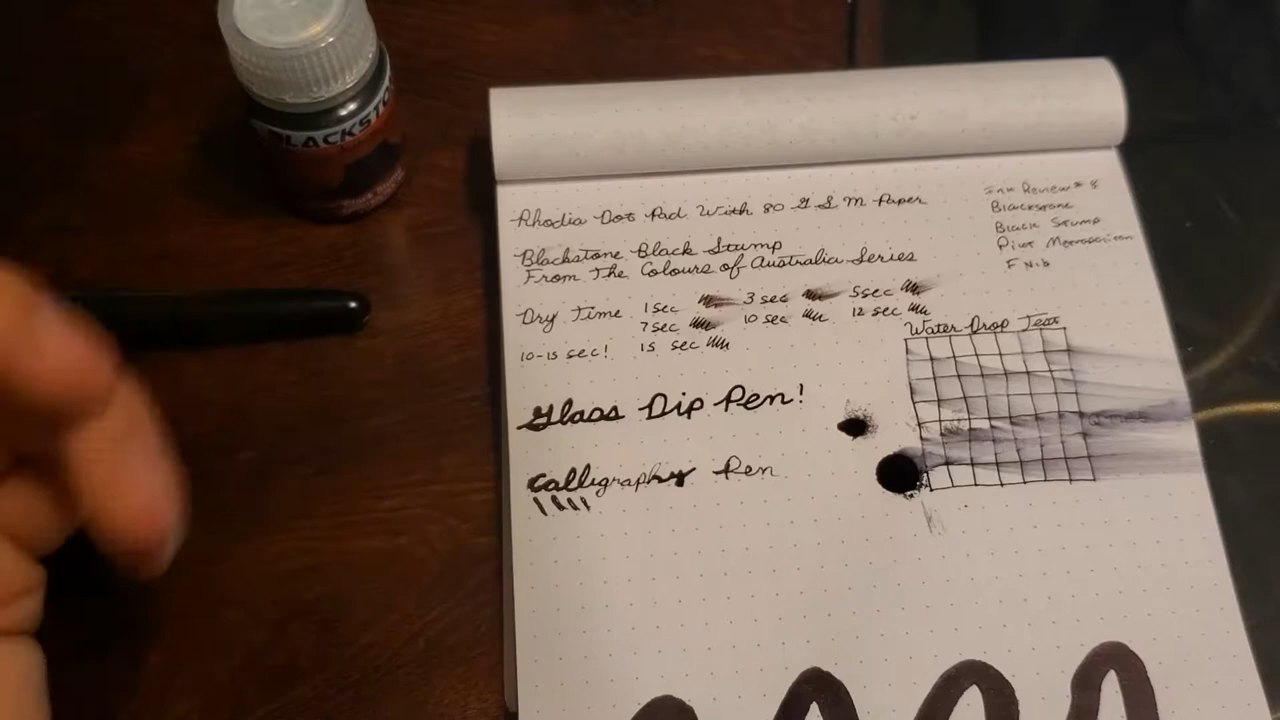 BLACKSTO
Rhodia Dot Pad With 80 G S M Paper
Ink Review # 8
Blackstone
Black Stump
Pilot Metropolitan
F Nib
Blackstone Black Stump
From The Colours of Australia Series
Dry Time 1 sec 3 sec 5 sec
7 sec 10 sec 12 sec
10-15 sec! 15 sec
Water Drop Test
Glass Dip Pen!
Calligraphy Pen